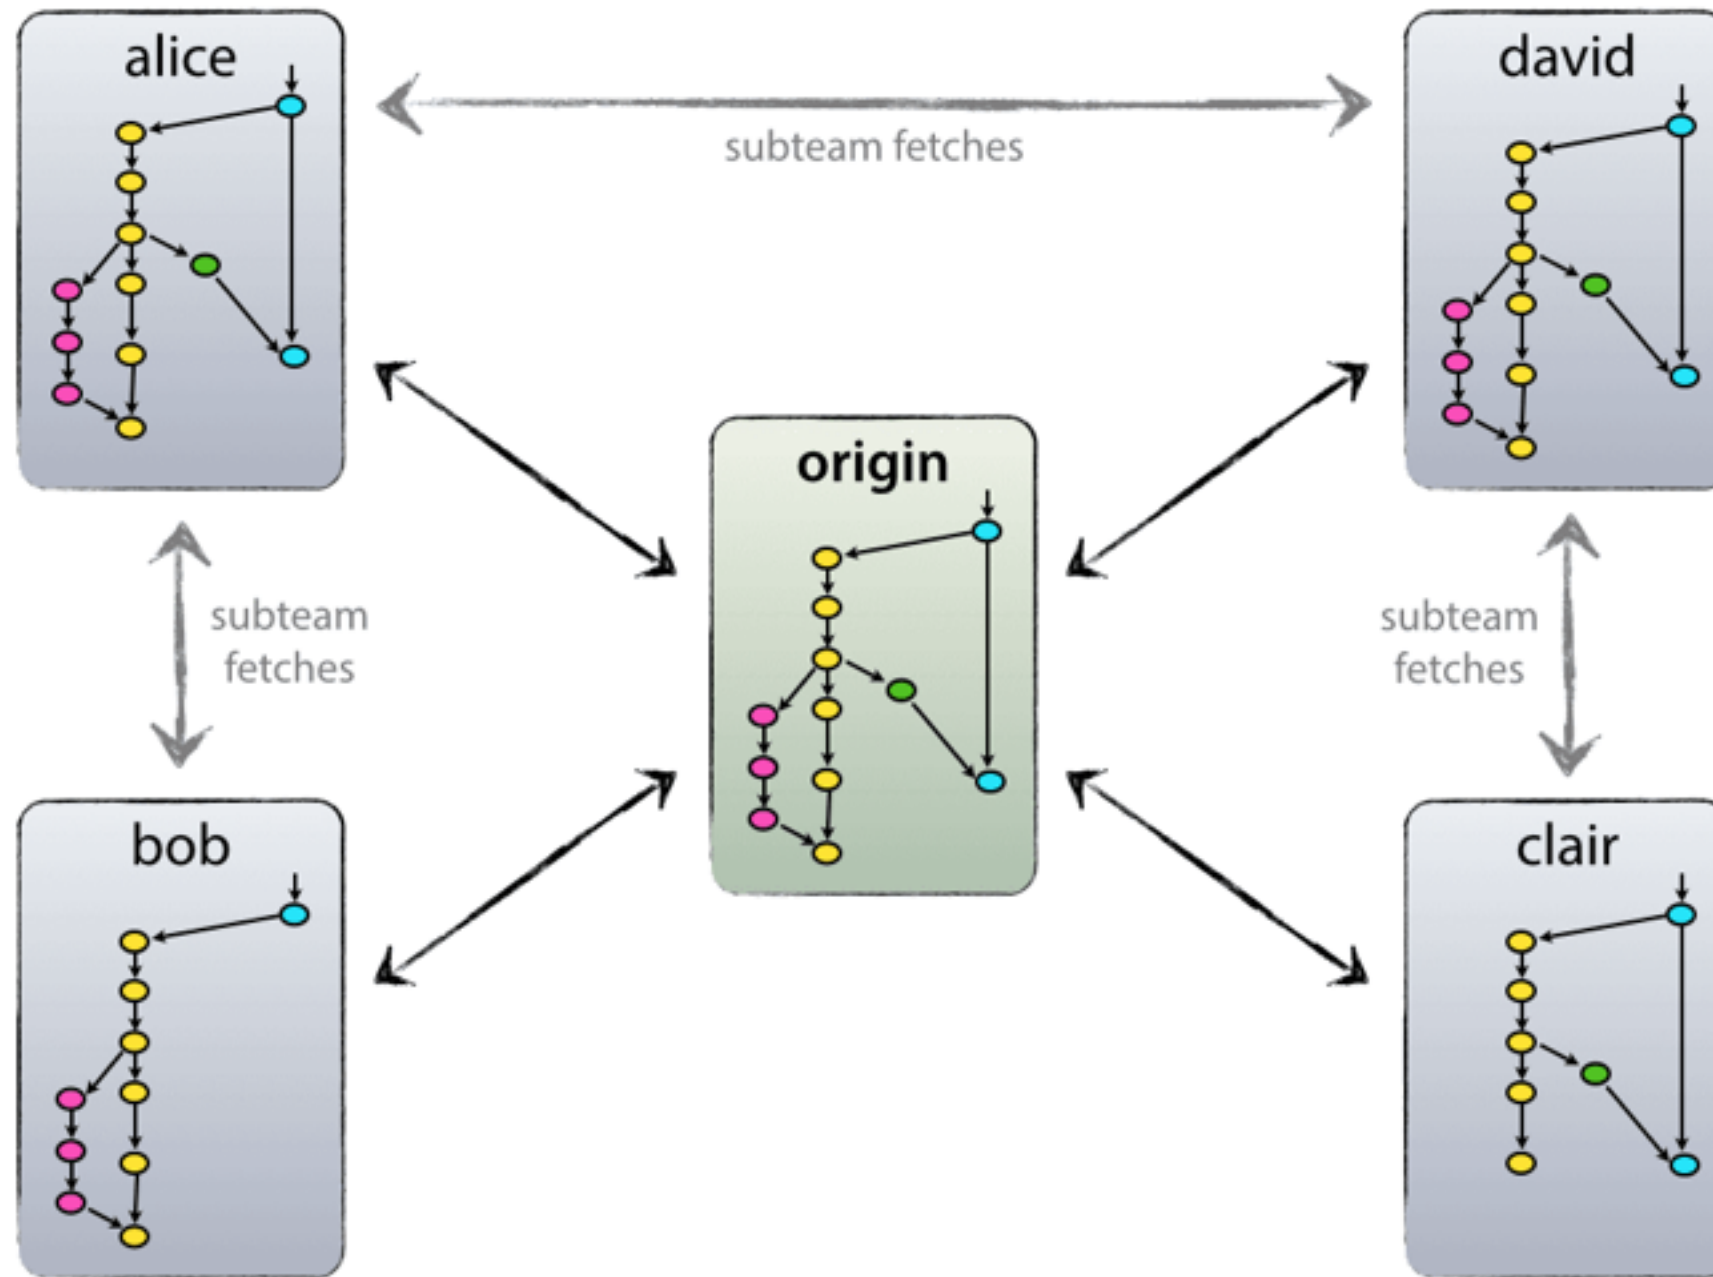 alice
david
subteam fetches
origin
subteam
fetches
subteam
fetches
bob
clair